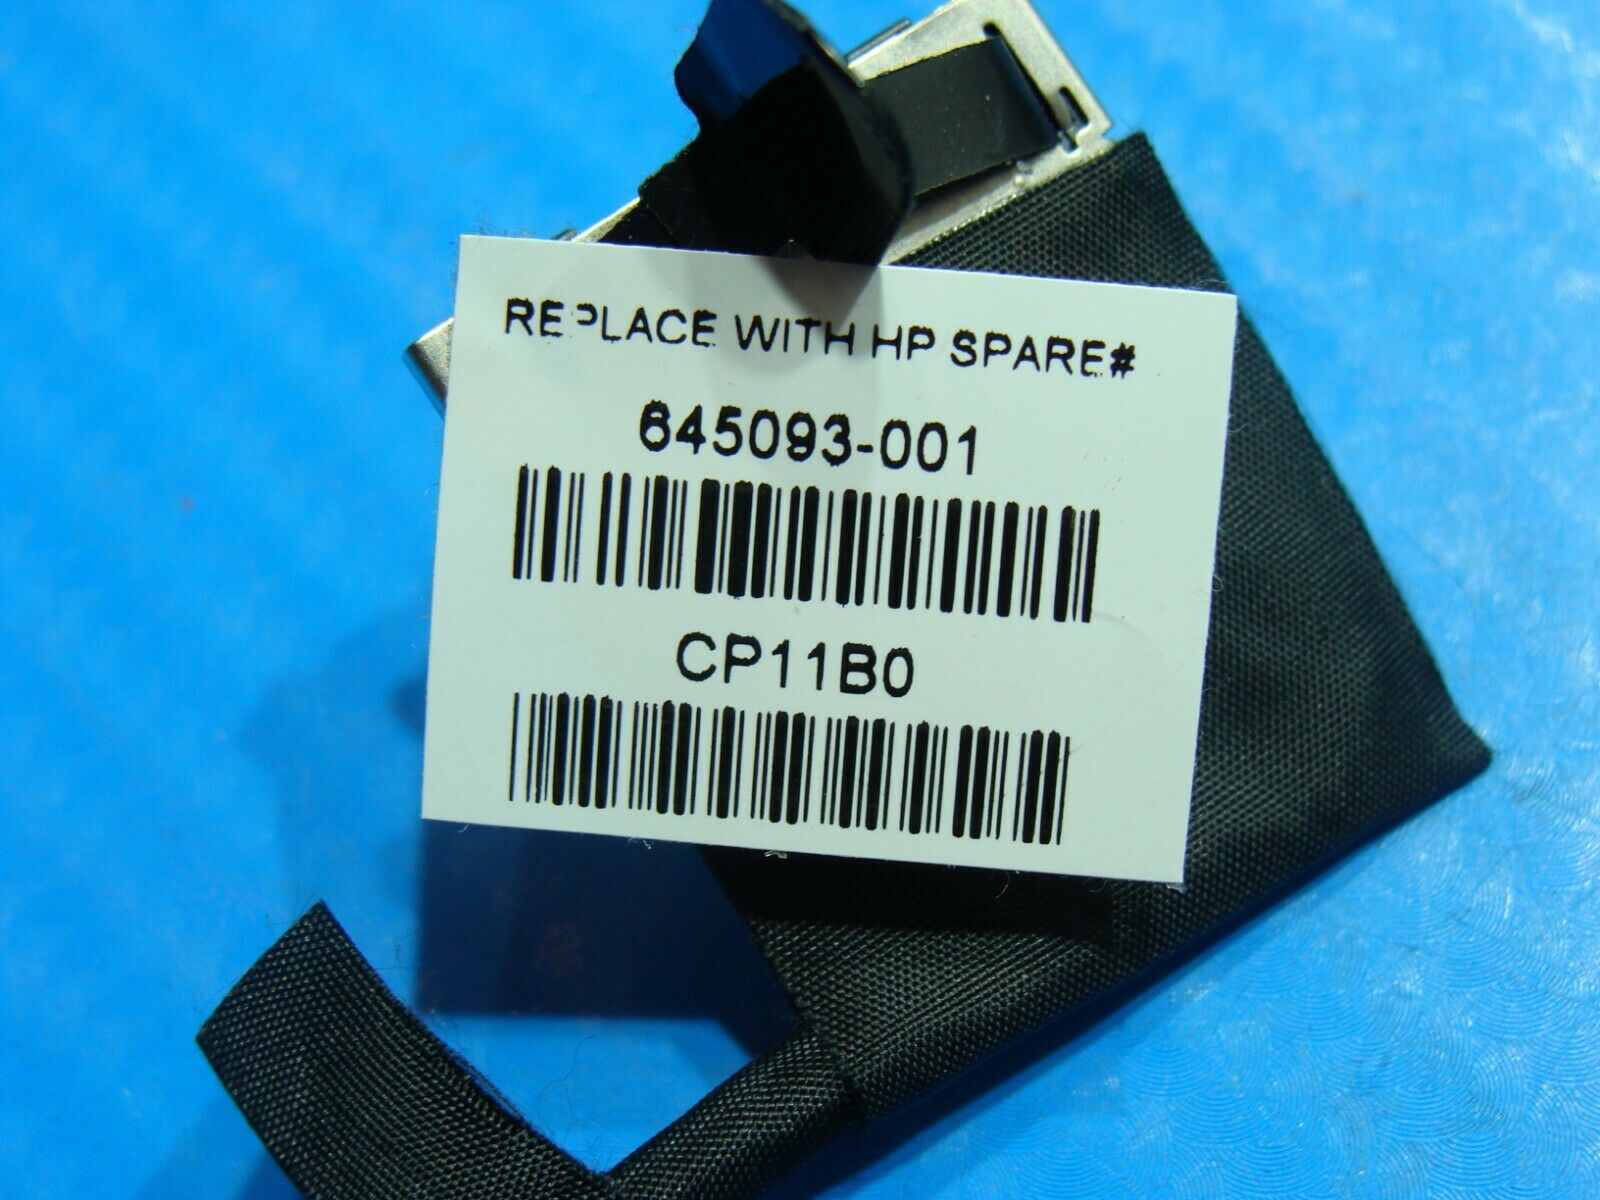 REPLACE WITH HP SPARE#
645093-001
CP11B0